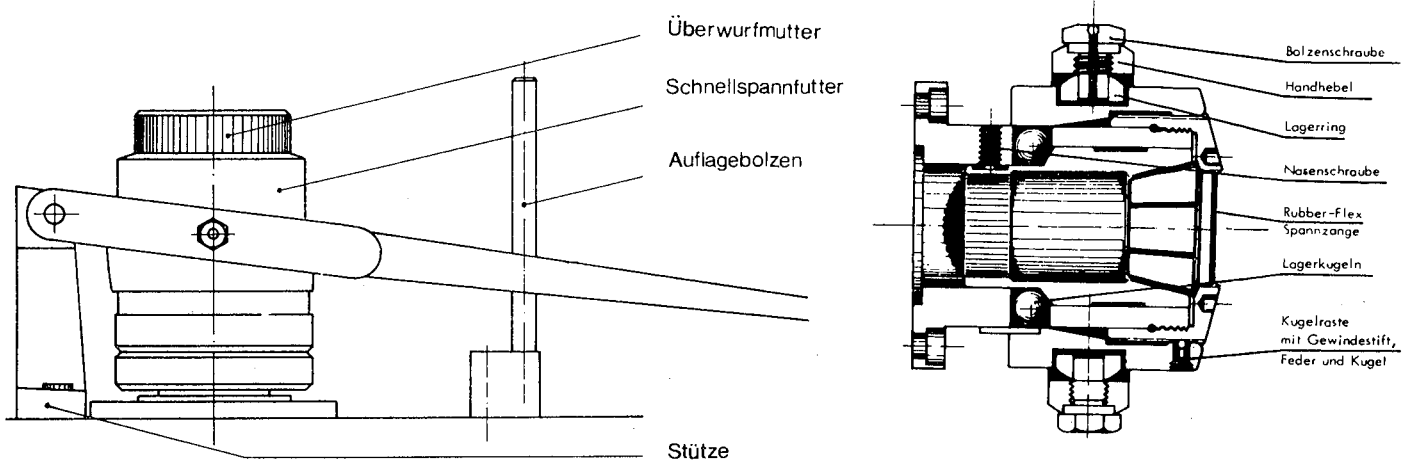 Überwurfmutter
Schnellspannfutter
Auflagebolzen
Stütze
Bolzenschraube
Handhebel
Lagerring
Nasenschraube
Rubber-Flex
Spannzange
Lagerkugeln
Kugelraste
mit Gewindestift,
Feder und Kugel